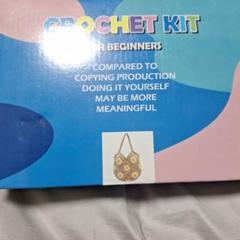 CROCHET KIT
FOR BEGINNERS
COMPARED TO
COPYING PRODUCTION
DOING IT YOURSELF
MAY BE MORE
MEANINGFUL